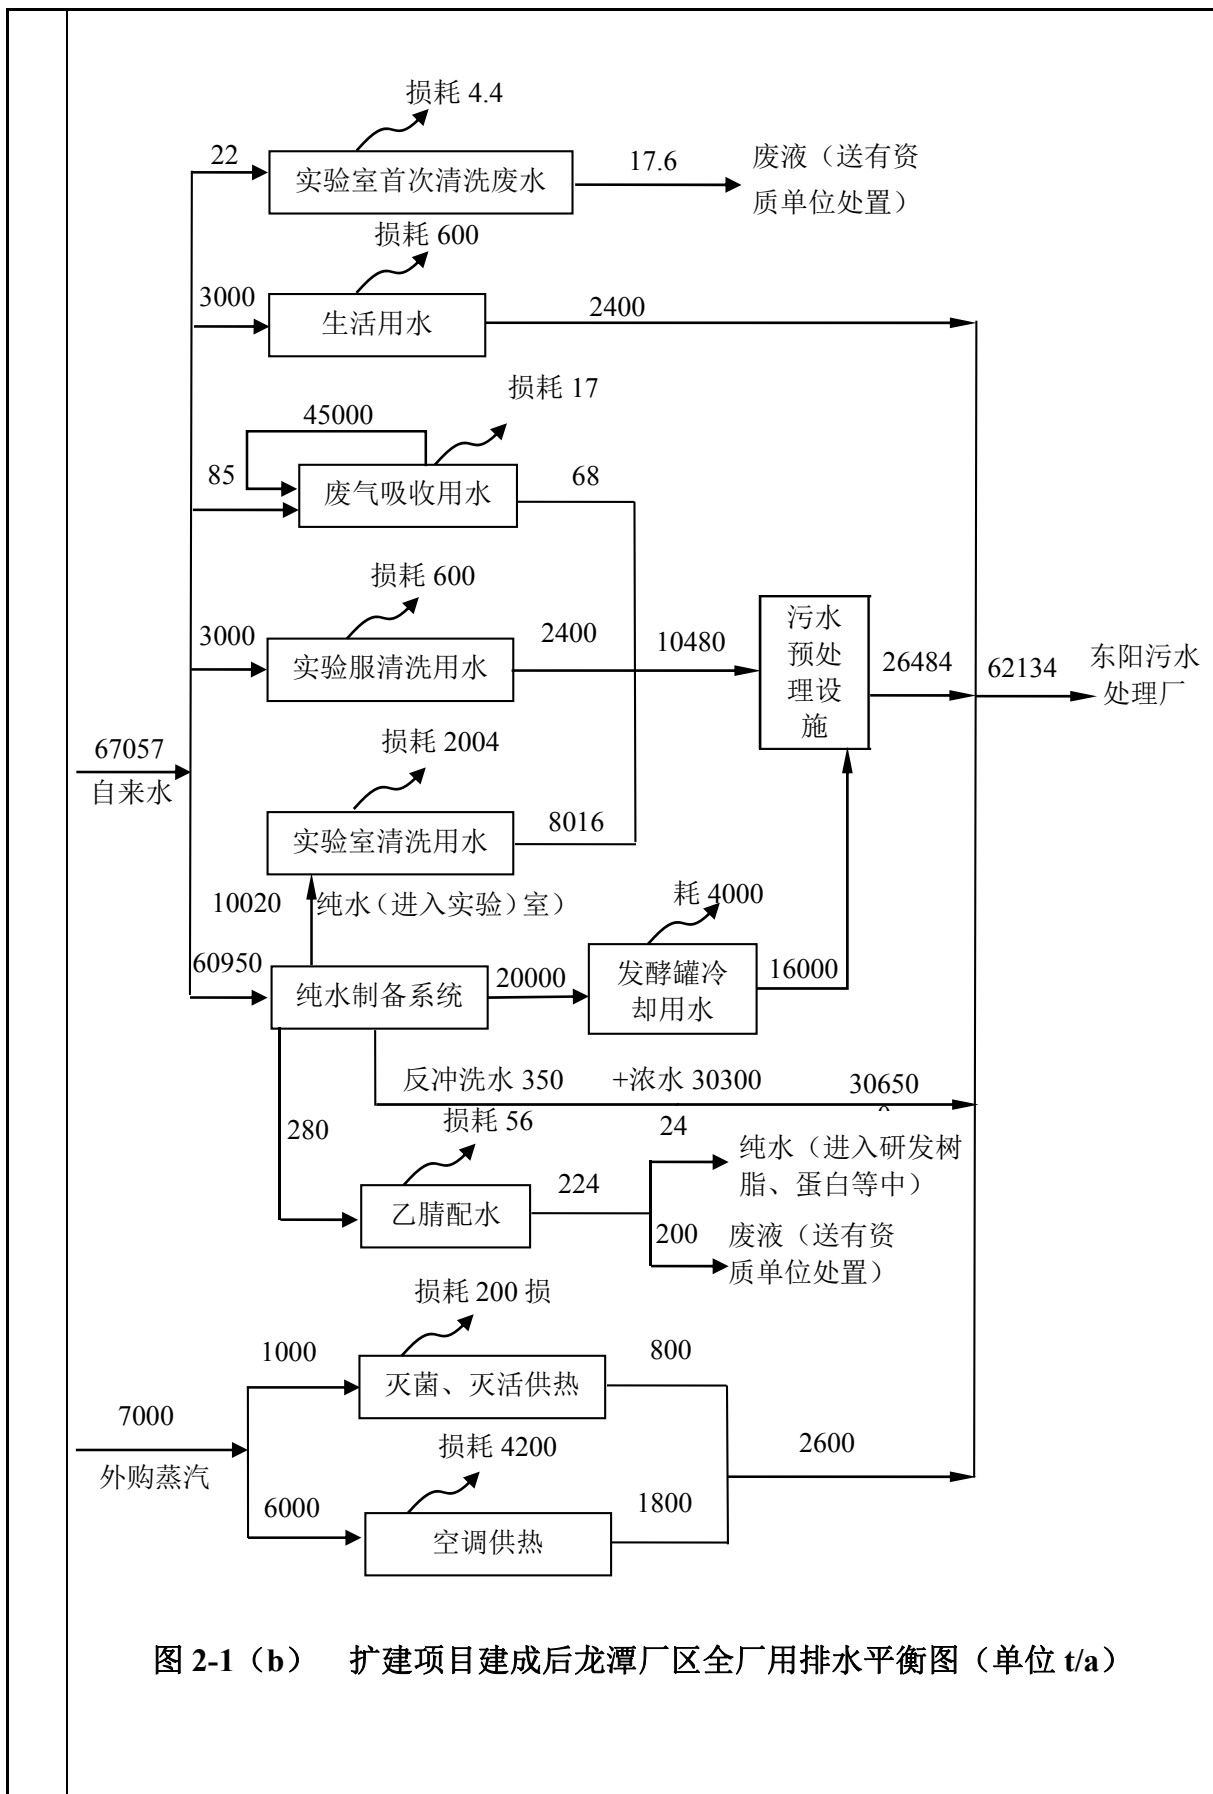 损耗 4.4
22
实验室首次清洗废水
17.6
废液（送有资
质单位处置）
损耗 600
3000
生活用水
2400
损耗 17
45000
85
废气吸收用水
68
损耗 600
3000
实验服清洗用水
2400
10480
污水
预处
理设
施
26484
62134
东阳污水
处理厂
67057
自来水
损耗 2004
实验室清洗用水
8016
10020
纯水（进入实验）室）
耗 4000
60950
纯水制备系统
20000
发酵罐冷
却用水
16000
反冲洗水 350
+浓水 30300
30650
280
损耗 56
乙腈配水
224
24
纯水（进入研发树
脂、蛋白等中）
200
废液（送有资
质单位处置）
损耗 200 损
1000
灭菌、灭活供热
800
7000
外购蒸汽
损耗 4200
2600
6000
空调供热
1800
图 2-1（b） 扩建项目建成后龙潭厂区全厂用排水平衡图（单位 t/a）